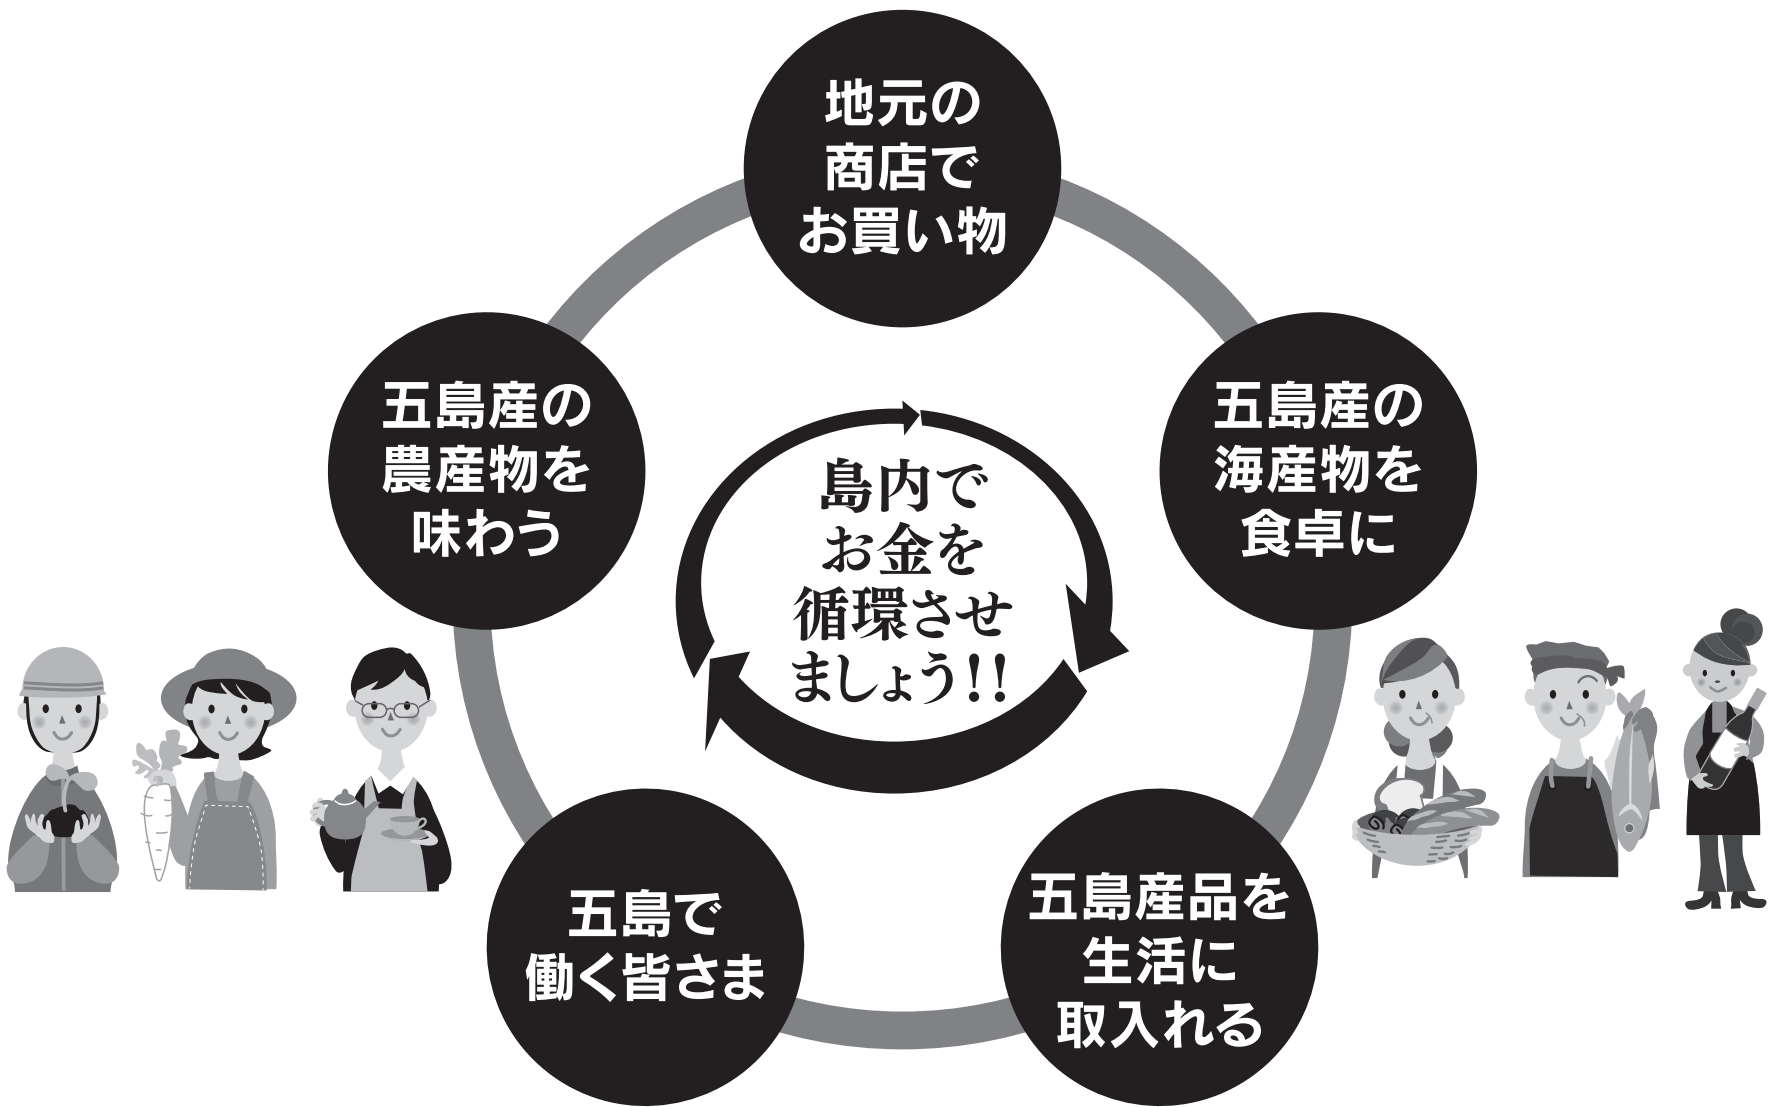 地元の
商店で
お買い物
五島産の
海産物を
食卓に
五島産品を
生活に
取入れる
五島で
働く皆さま
五島産の
農産物を
味わう
島内で
お金を
循環させ
ましょう!!